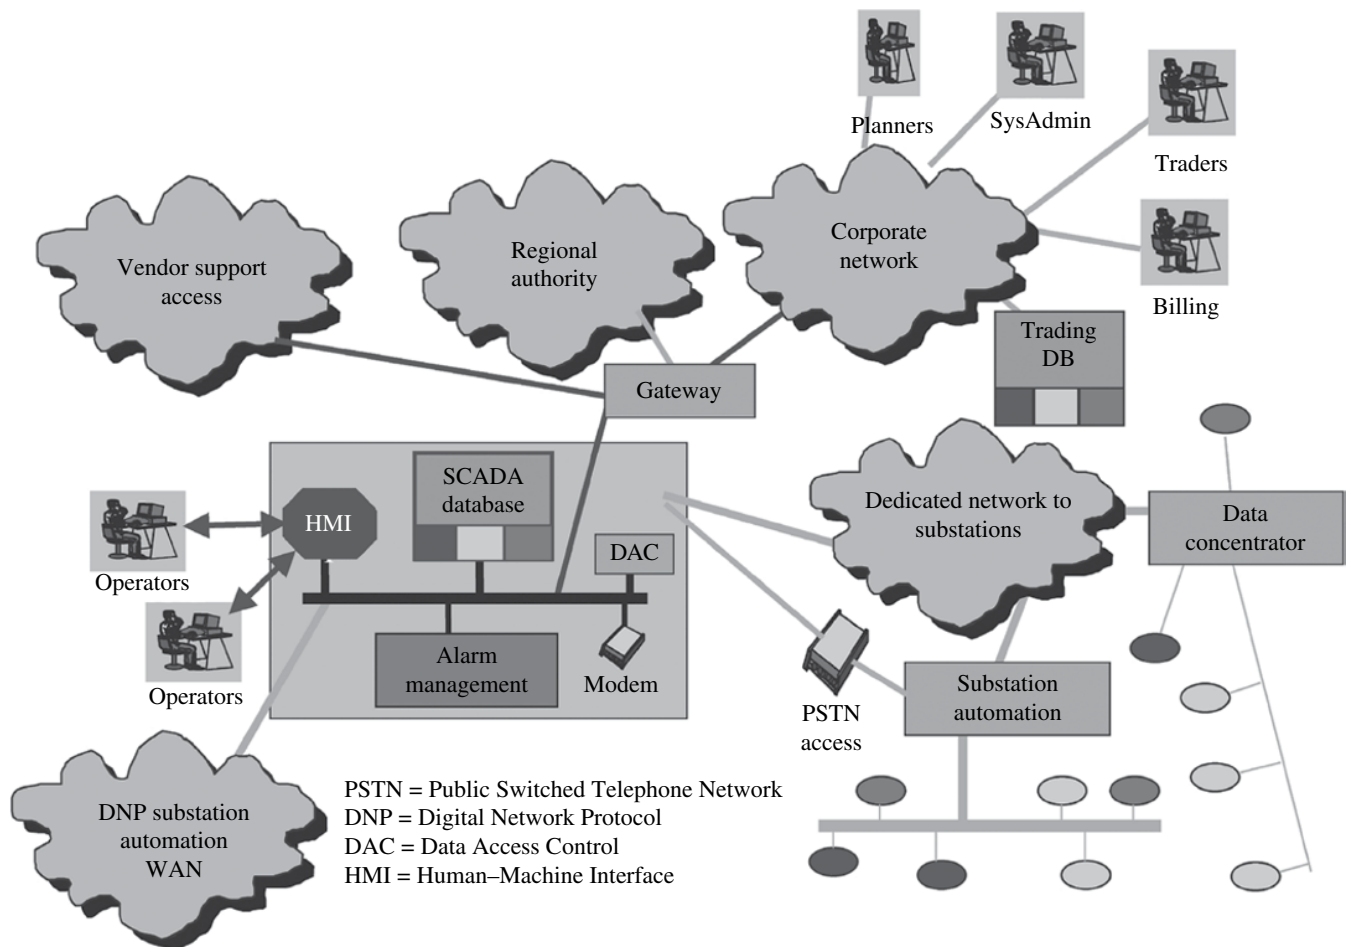 Planners
SysAdmin
Traders
Billing
Vendor support
access
Regional
authority
Corporate
network
Trading
DB
Gateway
SCADA
database
HMI
DAC
Operators
Operators
Alarm
management
Modem
Dedicated network to
substations
Data
concentrator
PSTN
access
Substation
automation
DNP substation
automation
WAN
PSTN = Public Switched Telephone Network
DNP = Digital Network Protocol
DAC = Data Access Control
HMI = Human–Machine Interface